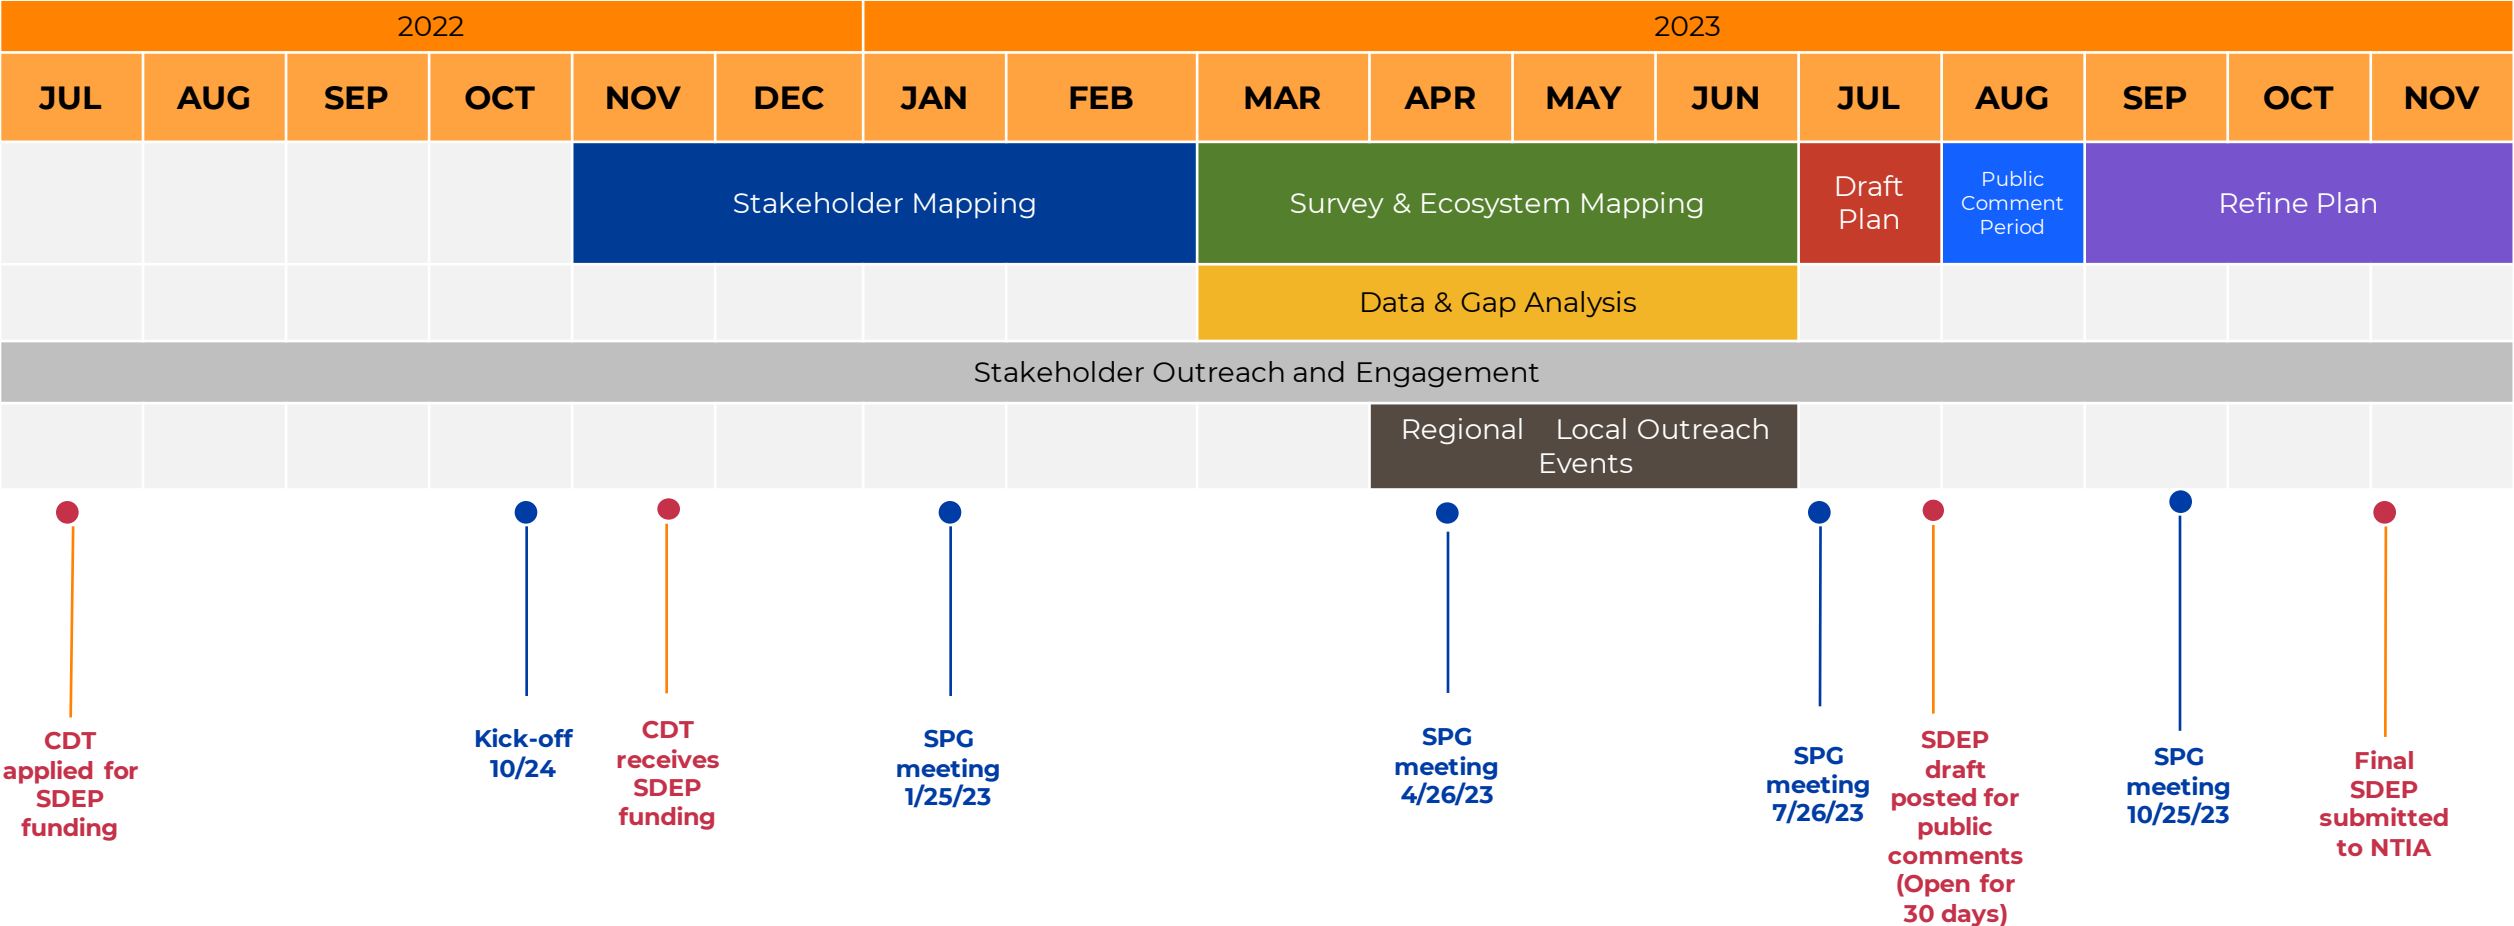 2022
2023
JUL
AUG
SEP
OCT
NOV
DEC
JAN
FEB
MAR
APR
MAY
JUN
JUL
AUG
SEP
OCT
NOV
Stakeholder Mapping
Survey & Ecosystem Mapping
Draft
Plan
Public
Comment
Period
Refine Plan
Data & Gap Analysis
Stakeholder Outreach and Engagement
Regional Local Outreach
Events
CDT
applied for
SDEP
funding
Kick-off
10/24
CDT
receives
SDEP
funding
SPG
meeting
1/25/23
SPG
meeting
4/26/23
SPG
meeting
7/26/23
SDEP
draft
posted for
public
comments
(Open for
30 days)
SPG
meeting
10/25/23
Final
SDEP
submitted
to NTIA